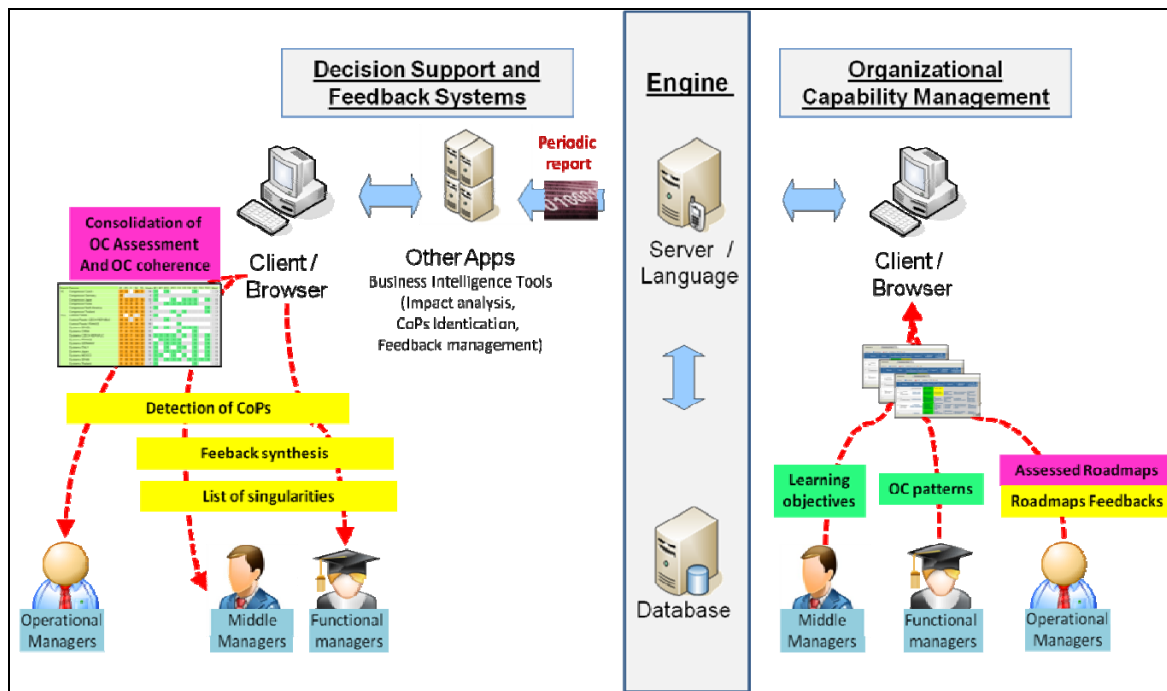 Decision Support and
Feedback Systems
Engine
Organizational
Capability Management
Periodic
report
Consolidation of
OC Assessment
And OC coherence
Client /
Browser
Other Apps
Business Intelligence Tools
(Impact analysis,
CoPs Identication,
Feedback management)
Server /
Language
Client /
Browser
Detection of CoPs
Feeback synthesis
List of singularities
Learning
objectives
OC patterns
Assessed Roadmaps
Roadmaps Feedbacks
Operational
Managers
Middle
Managers
Functional
managers
Database
Middle
Managers
Functional
managers
Operational
Managers